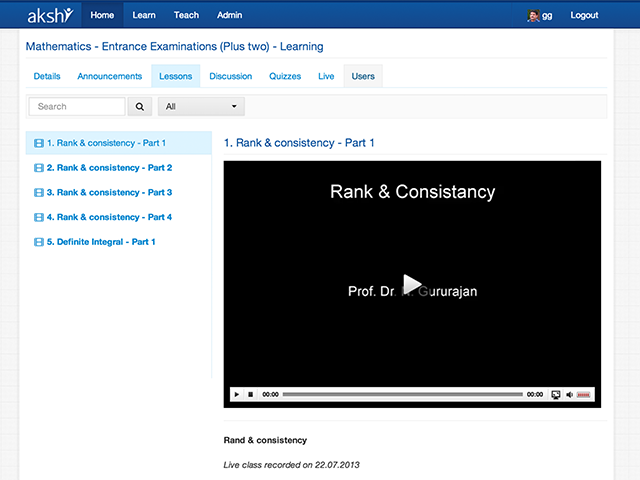 akshy
Home Learn Teach Admin gg Logout
Mathematics - Entrance Examinations (Plus two) - Learning
Details Announcements Lessons Discussion Quizzes Live Users
Search All
1. Rank & consistency - Part 1
2. Rank & consistency - Part 2
3. Rank & consistency - Part 3
4. Rank & consistency - Part 4
5. Definite Integral - Part 1
1. Rank & consistency - Part 1
Rank & Consistancy
Prof. Dr. Gururajan
00:00 00:00
Rand & consistency
Live class recorded on 22.07.2013